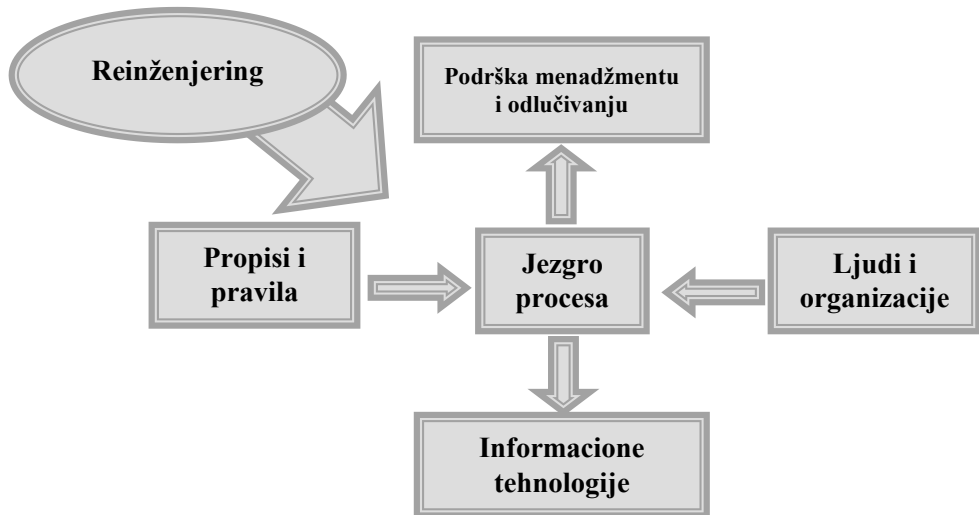 Reinženjering
Podrška menadžmentu
i odlučivanju
Propisi i
pravila
Jezgro
procesa
Ljudi i
organizacije
Informacione
tehnologije